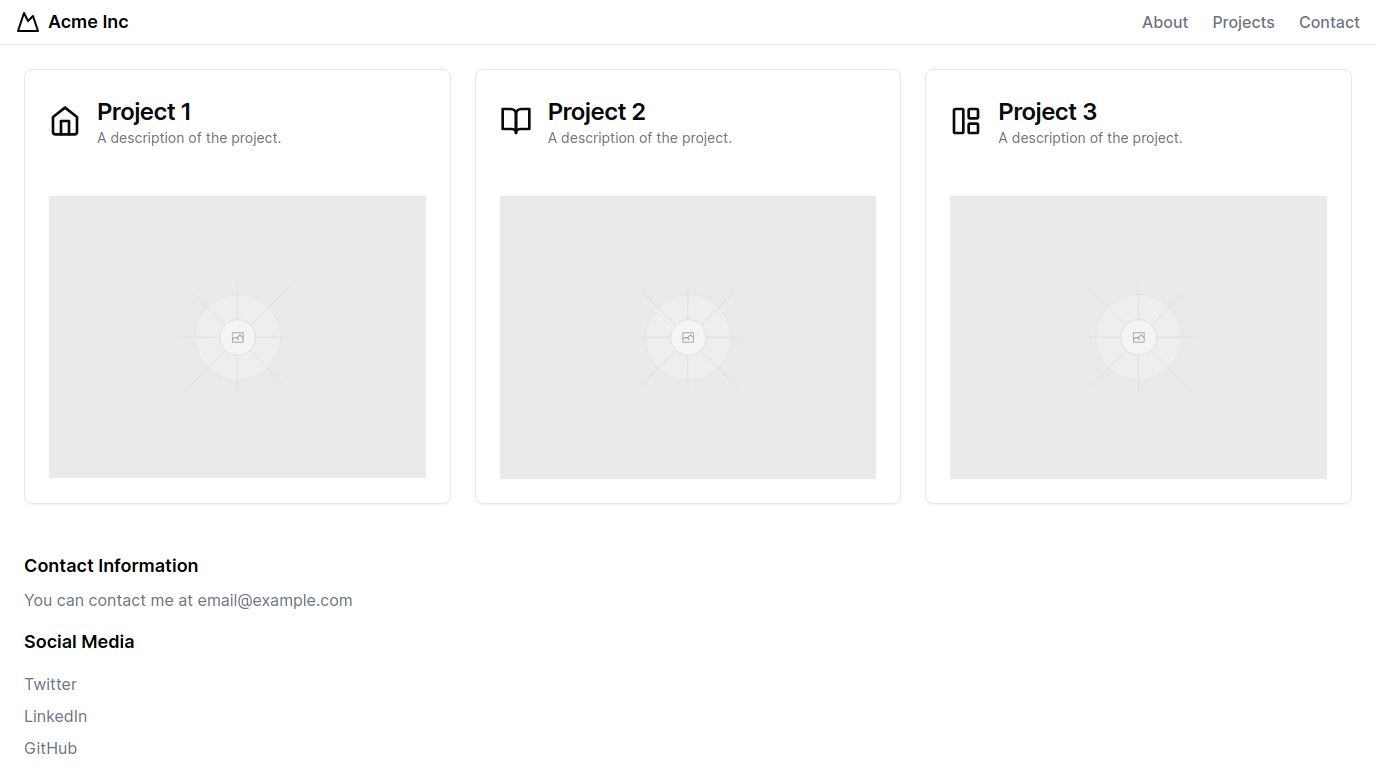 Acme Inc
About
Projects
Contact
Project 1
A description of the project.
Project 2
A description of the project.
Project 3
A description of the project.
Contact Information
You can contact me at email@example.com
Social Media
Twitter
LinkedIn
GitHub